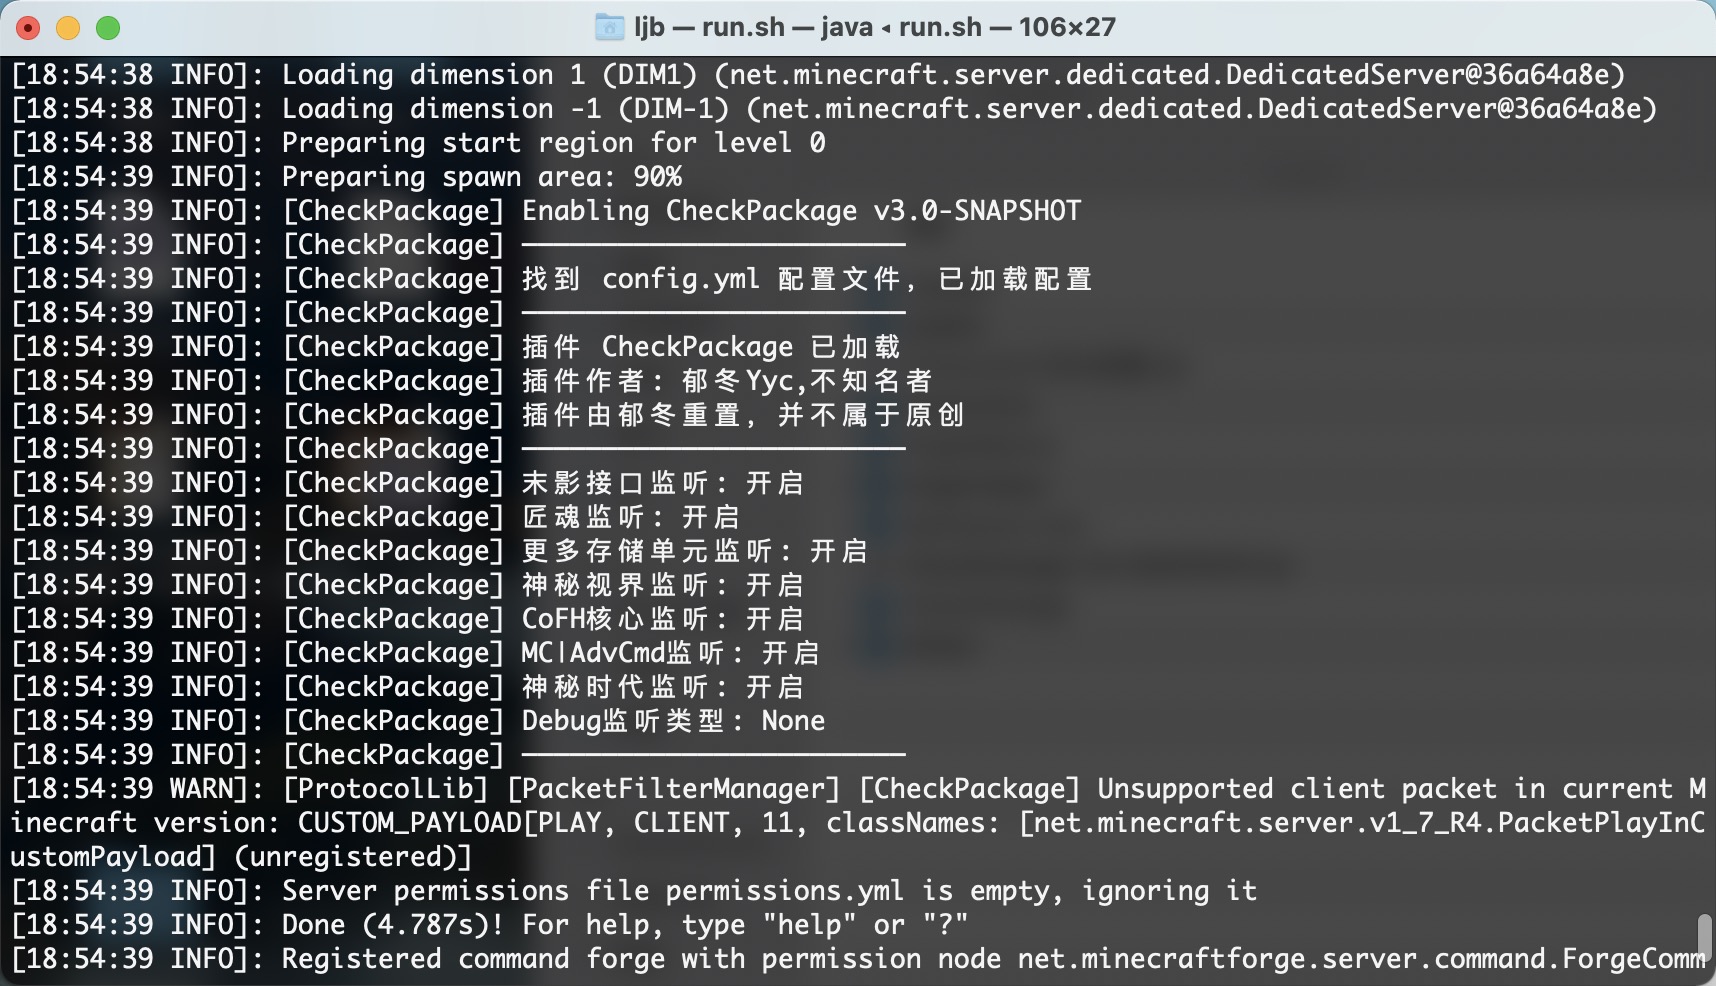 ljb — run.sh — java ◂ run.sh — 106×27
[18:54:38 INFO]: Loading dimension 1 (DIM1) (net.minecraft.server.dedicated.DedicatedServer@36a64a8e)
[18:54:38 INFO]: Loading dimension -1 (DIM-1) (net.minecraft.server.dedicated.DedicatedServer@36a64a8e)
[18:54:38 INFO]: Preparing start region for level 0
[18:54:39 INFO]: Preparing spawn area: 90%
[18:54:39 INFO]: [CheckPackage] Enabling CheckPackage v3.0-SNAPSHOT
[18:54:39 INFO]: [CheckPackage] ————————————————————————
[18:54:39 INFO]: [CheckPackage] 找到 config.yml 配置文件，已加载配置
[18:54:39 INFO]: [CheckPackage] ————————————————————————
[18:54:39 INFO]: [CheckPackage] 插件 CheckPackage 已加载
[18:54:39 INFO]: [CheckPackage] 插件作者：郁冬Yyc,不知名者
[18:54:39 INFO]: [CheckPackage] 插件由郁冬重置，并不属于原创
[18:54:39 INFO]: [CheckPackage] ————————————————————————
[18:54:39 INFO]: [CheckPackage] 末影接口监听：开启
[18:54:39 INFO]: [CheckPackage] 匠魂监听：开启
[18:54:39 INFO]: [CheckPackage] 更多存储单元监听：开启
[18:54:39 INFO]: [CheckPackage] 神秘视界监听：开启
[18:54:39 INFO]: [CheckPackage] CoFH核心监听：开启
[18:54:39 INFO]: [CheckPackage] MC|AdvCmd监听：开启
[18:54:39 INFO]: [CheckPackage] 神秘时代监听：开启
[18:54:39 INFO]: [CheckPackage] Debug监听类型：None
[18:54:39 INFO]: [CheckPackage] ————————————————————————
[18:54:39 WARN]: [ProtocolLib] [PacketFilterManager] [CheckPackage] Unsupported client packet in current M
inecraft version: CUSTOM_PAYLOAD[PLAY, CLIENT, 11, classNames: [net.minecraft.server.v1_7_R4.PacketPlayInC
ustomPayload] (unregistered)]
[18:54:39 INFO]: Server permissions file permissions.yml is empty, ignoring it
[18:54:39 INFO]: Done (4.787s)! For help, type "help" or "?"
[18:54:39 INFO]: Registered command forge with permission node net.minecraftforge.server.command.ForgeComm